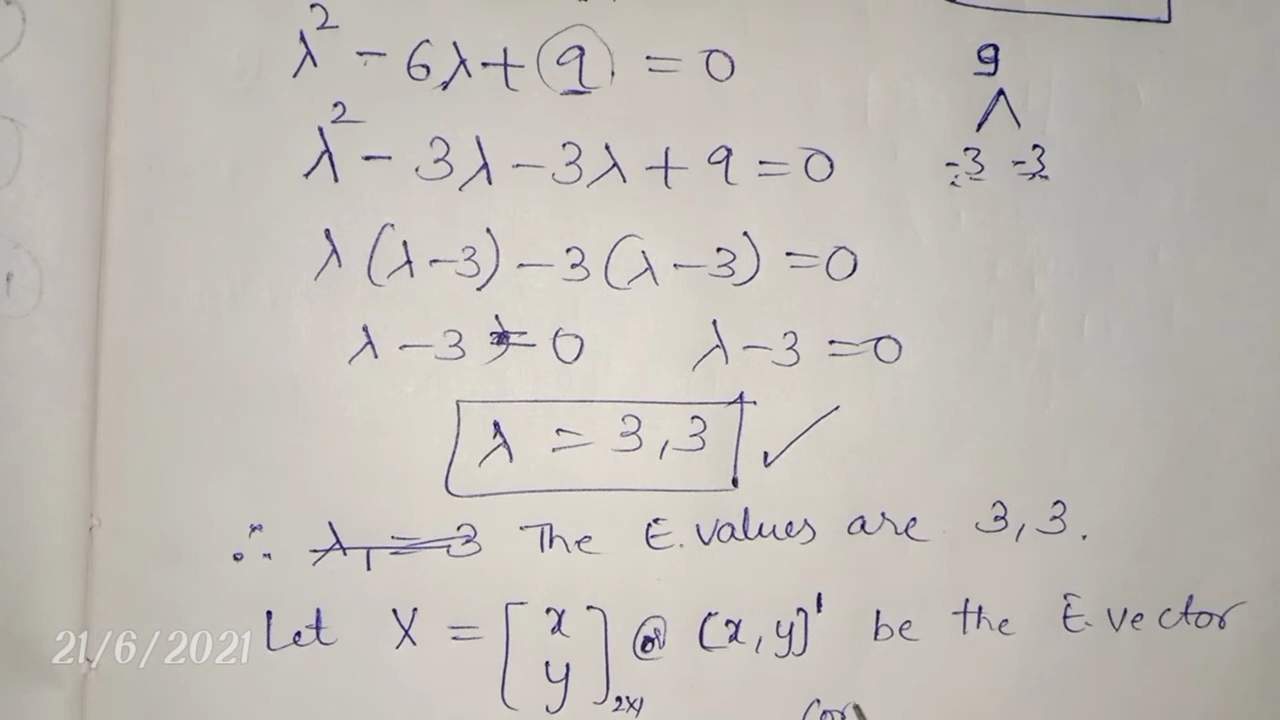 λ² - 6λ + 9 = 0
9
λ² - 3λ - 3λ + 9 = 0
-3 -3
λ(λ-3) - 3(λ-3) = 0
λ - 3 = 0 λ - 3 = 0
λ = 3,3 ✓
∴ λ₁ = 3 The E.values are 3,3.
Let X = [x y]2x1 or (x,y)' be the E.vector
cor
21/6/2021